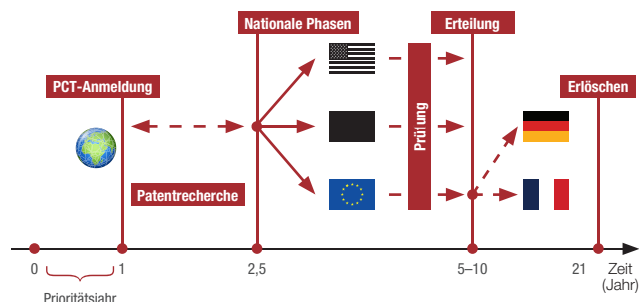 Nationale Phasen
Erteilung
PCT-Anmeldung
Erlöschen
Prüfung
Patentrecherche
0
1
2,5
5–10
21
Zeit
(Jahr)
Prioritätsjahr